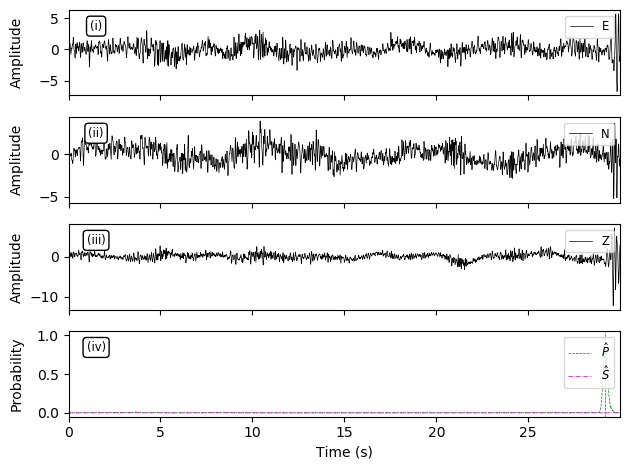 (i)
E
5
0
−5
Amplitude
(ii)
N
0
−5
Amplitude
(iii)
Z
0
−10
Amplitude
(iv)
P̂
Ŝ
1.0
0.5
0.0
Probability
0 5 10 15 20 25
Time (s)